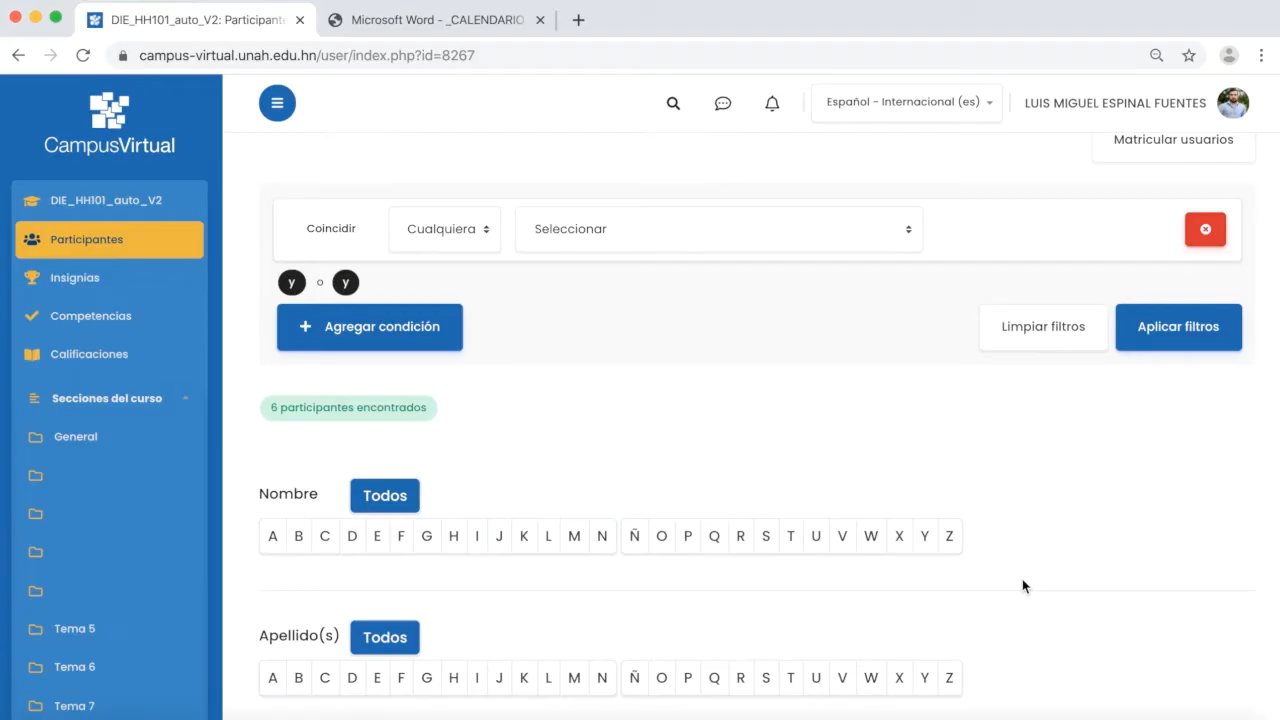 DIE_HH101_auto_V2: Participante
Microsoft Word - _CALENDARIO
campus-virtual.unah.edu.hn/user/index.php?id=8267
CampusVirtual
Español - Internacional (es)
LUIS MIGUEL ESPINAL FUENTES
Matricular usuarios
DIE_HH101_auto_V2
Participantes
Insignias
Competencias
Calificaciones
Secciones del curso
General
Tema 5
Tema 6
Tema 7
Coincidir
Cualquiera
Seleccionar
y o y
+ Agregar condición
Limpiar filtros
Aplicar filtros
6 participantes encontrados
Nombre
Todos
A B C D E F G H I J K L M N Ñ O P Q R S T U V W X Y Z
Apellido(s)
Todos
A B C D E F G H I J K L M N Ñ O P Q R S T U V W X Y Z